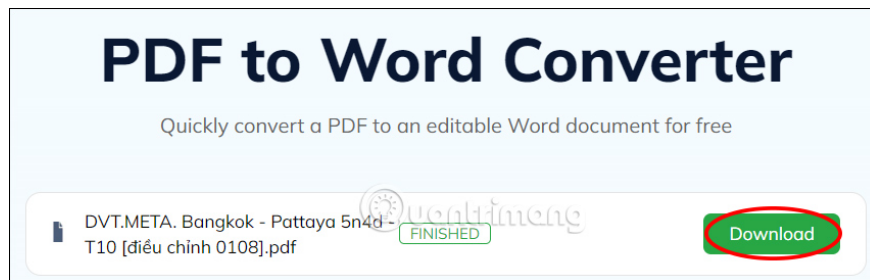 PDF to Word Converter
Quickly convert a PDF to an editable Word document for free
DVT.META. Bangkok - Pattaya 5n4đ -
T10 [điều chỉnh 0108].pdf
FINISHED
Quantrimang
Download